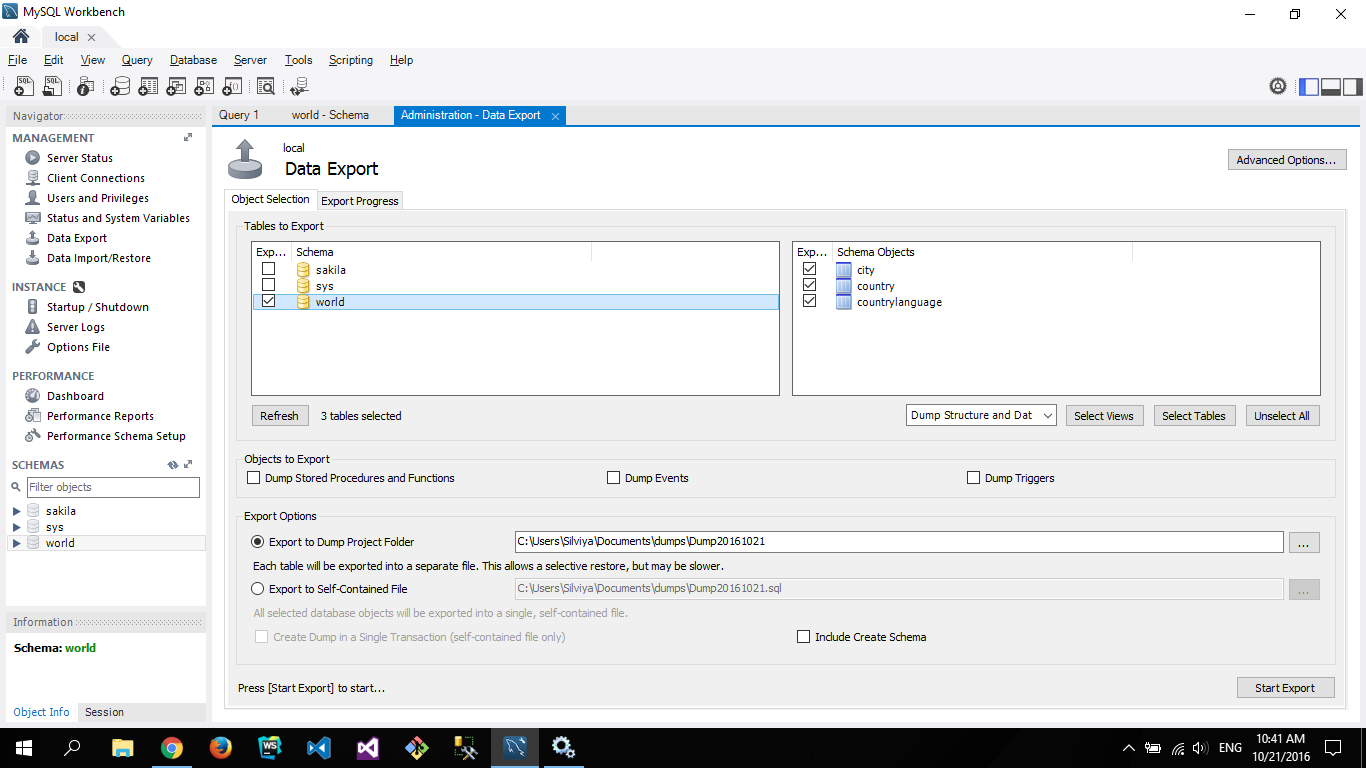 MySQL Workbench
local
File Edit View Query Database Server Tools Scripting Help
Navigator
MANAGEMENT
Server Status
Client Connections
Users and Privileges
Status and System Variables
Data Export
Data Import/Restore
INSTANCE
Startup / Shutdown
Server Logs
Options File
PERFORMANCE
Dashboard
Performance Reports
Performance Schema Setup
SCHEMAS
Filter objects
sakila
sys
world
Information
Schema: world
Object Info Session
Query 1 world - Schema Administration - Data Export
local
Data Export
Advanced Options...
Object Selection Export Progress
Tables to Export
Exp... Schema
sakila
sys
world
Exp... Schema Objects
city
country
countrylanguage
Refresh 3 tables selected Dump Structure and Dat Select Views Select Tables Unselect All
Objects to Export
Dump Stored Procedures and Functions Dump Events Dump Triggers
Export Options
Export to Dump Project Folder C:\Users\Silviya\Documents\dumps\Dump20161021 ...
Each table will be exported into a separate file. This allows a selective restore, but may be slower.
Export to Self-Contained File C:\Users\Silviya\Documents\dumps\Dump20161021.sql ...
All selected database objects will be exported into a single, self-contained file.
Create Dump in a Single Transaction (self-contained file only) Include Create Schema
Press [Start Export] to start...
Start Export
WS
ENG
10:41 AM
10/21/2016